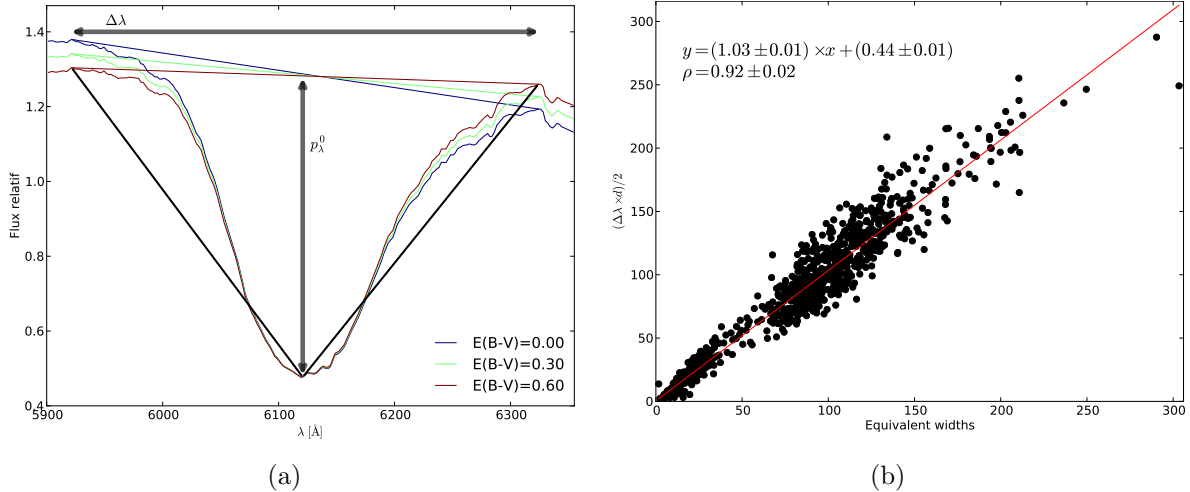 Δλ
p⁰_λ
1.4
1.2
1.0
0.8
0.6
0.4
Flux relatif
E(B-V)=0.00
E(B-V)=0.30
E(B-V)=0.60
5900 6000 6100 6200 6300
λ [Å]
(a)
y=(1.03±0.01) ×x+(0.44±0.01)
ρ=0.92±0.02
300
250
200
150
100
50
0
(Δλ×d)/2
0 50 100 150 200 250 300
Equivalent widths
(b)